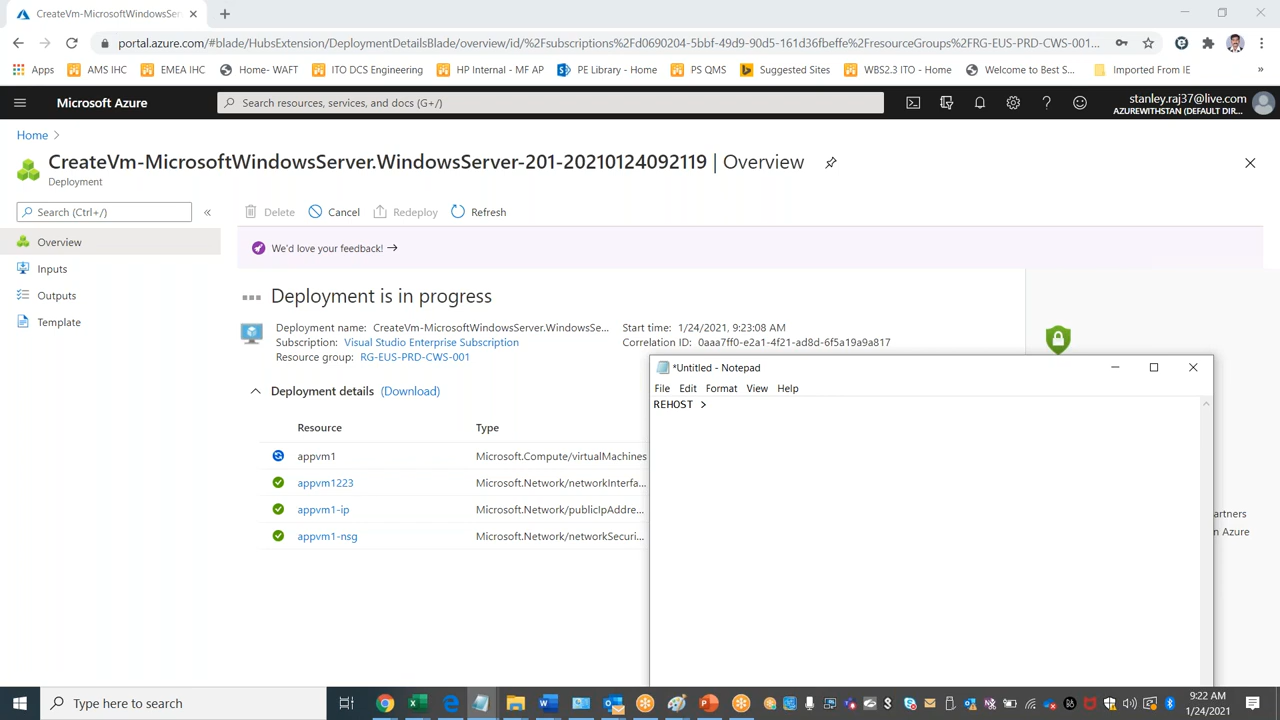 CreateVm-MicrosoftWindowsSer
portal.azure.com/#blade/HubsExtension/DeploymentDetailsBlade/overview/id/%2Fsubscriptions%2Fd0690204-5bbf-49d9-90d5-161d36fbeffe%2FresourceGroups%2FRG-EUS-PRD-CWS-001...
Apps AMS IHC EMEA IHC Home- WAFT ITO DCS Engineering HP Internal - MF AP PE Library - Home PS QMS Suggested Sites WBS2.3 ITO - Home Welcome to Best S... Imported From IE »
Microsoft Azure Search resources, services, and docs (G+/) stanley.raj37@live.com
AZUREWITHSTAN (DEFAULT DIR...
Home >
CreateVm-MicrosoftWindowsServer.WindowsServer-201-20210124092119 | Overview
Deployment
Search (Ctrl+/) « Delete Cancel Redeploy Refresh
Overview
We'd love your feedback! →
Inputs
Outputs
Template
Deployment is in progress
Deployment name: CreateVm-MicrosoftWindowsServer.WindowsSe... Start time: 1/24/2021, 9:23:08 AM
Subscription: Visual Studio Enterprise Subscription Correlation ID: 0aaa7ff0-e2a1-4f21-ad8d-6f5a19a9a817
Resource group: RG-EUS-PRD-CWS-001
Deployment details (Download)
Resource Type
appvm1 Microsoft.Compute/virtualMachines
appvm1223 Microsoft.Network/networkInterfa...
appvm1-ip Microsoft.Network/publicIpAddre...
appvm1-nsg Microsoft.Network/networkSecuri...
*Untitled - Notepad
File Edit Format View Help
REHOST >
artners
n Azure
Type here to search
9:22 AM
1/24/2021